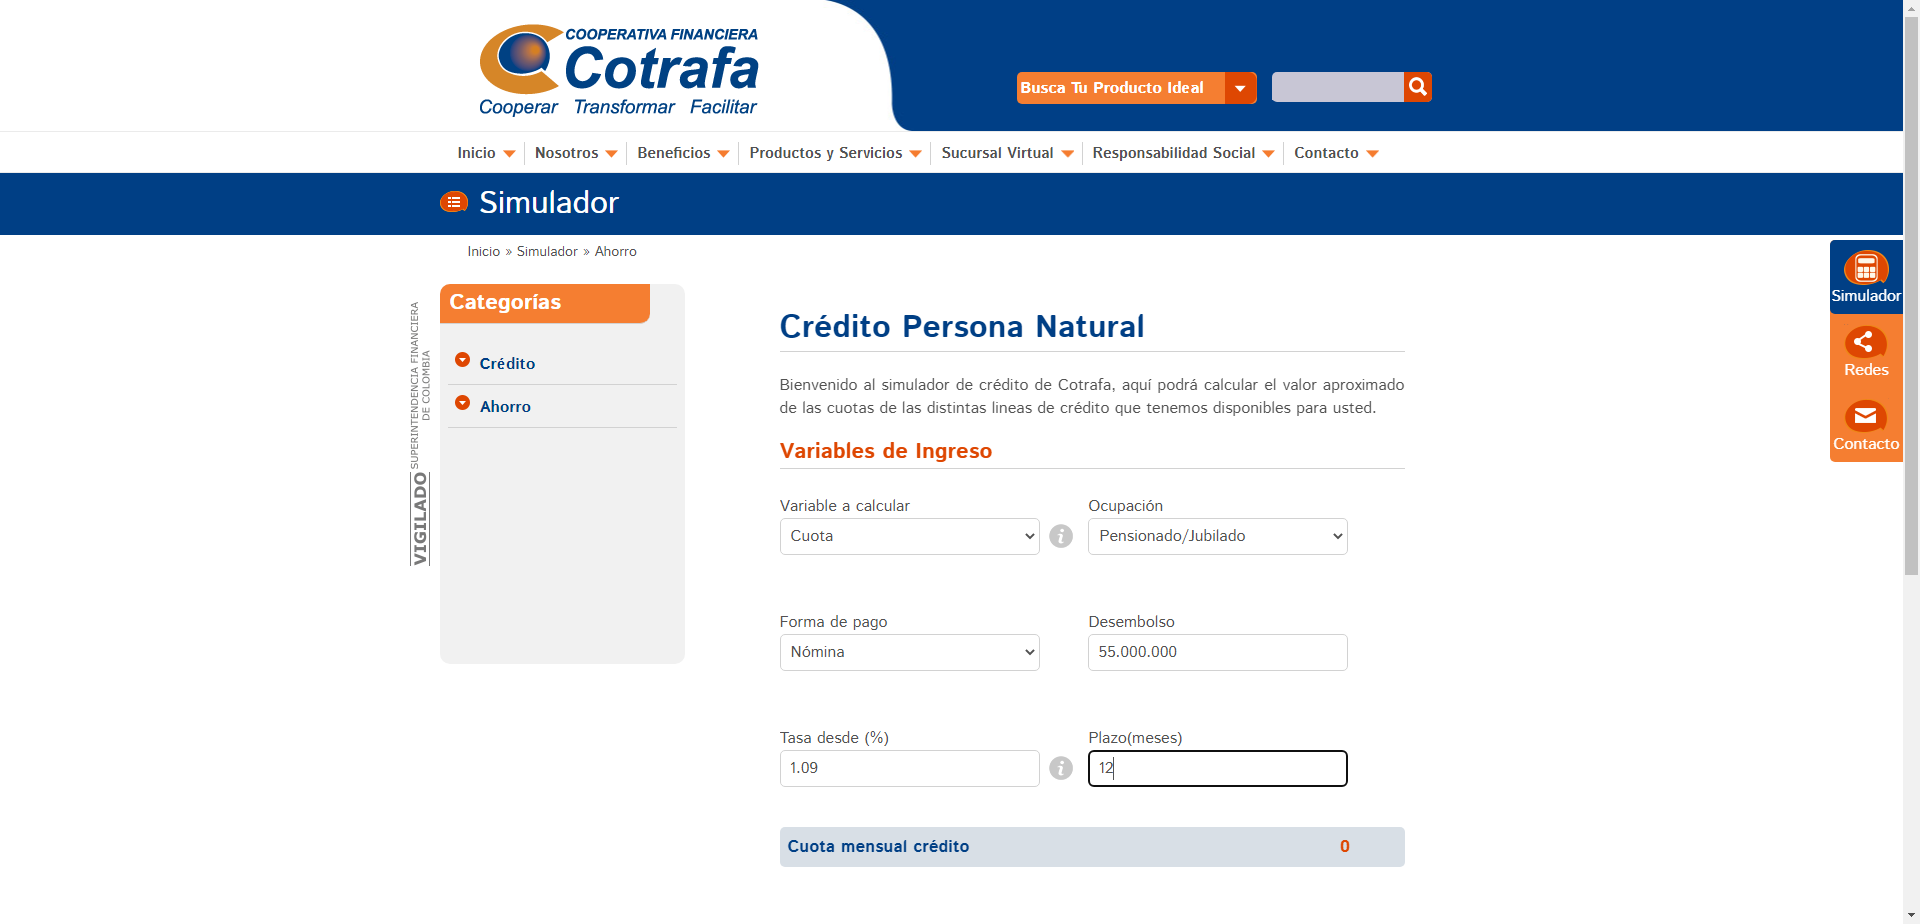 COOPERATIVA FINANCIERA
Cotrafa
Cooperar Transformar Facilitar
Busca Tu Producto Ideal
Inicio
Nosotros
Beneficios
Productos y Servicios
Sucursal Virtual
Responsabilidad Social
Contacto
Simulador
Inicio » Simulador » Ahorro
VIGILADO
SUPERINTENDENCIA FINANCIERA
DE COLOMBIA
Categorías
Crédito
Ahorro
Crédito Persona Natural
Bienvenido al simulador de crédito de Cotrafa, aquí podrá calcular el valor aproximado
de las cuotas de las distintas lineas de crédito que tenemos disponibles para usted.
Variables de Ingreso
Variable a calcular
Cuota
i
Ocupación
Pensionado/Jubilado
Forma de pago
Nómina
Desembolso
55.000.000
Tasa desde (%)
1.09
i
Plazo(meses)
12
Cuota mensual crédito 0
Simulador
Redes
Contacto